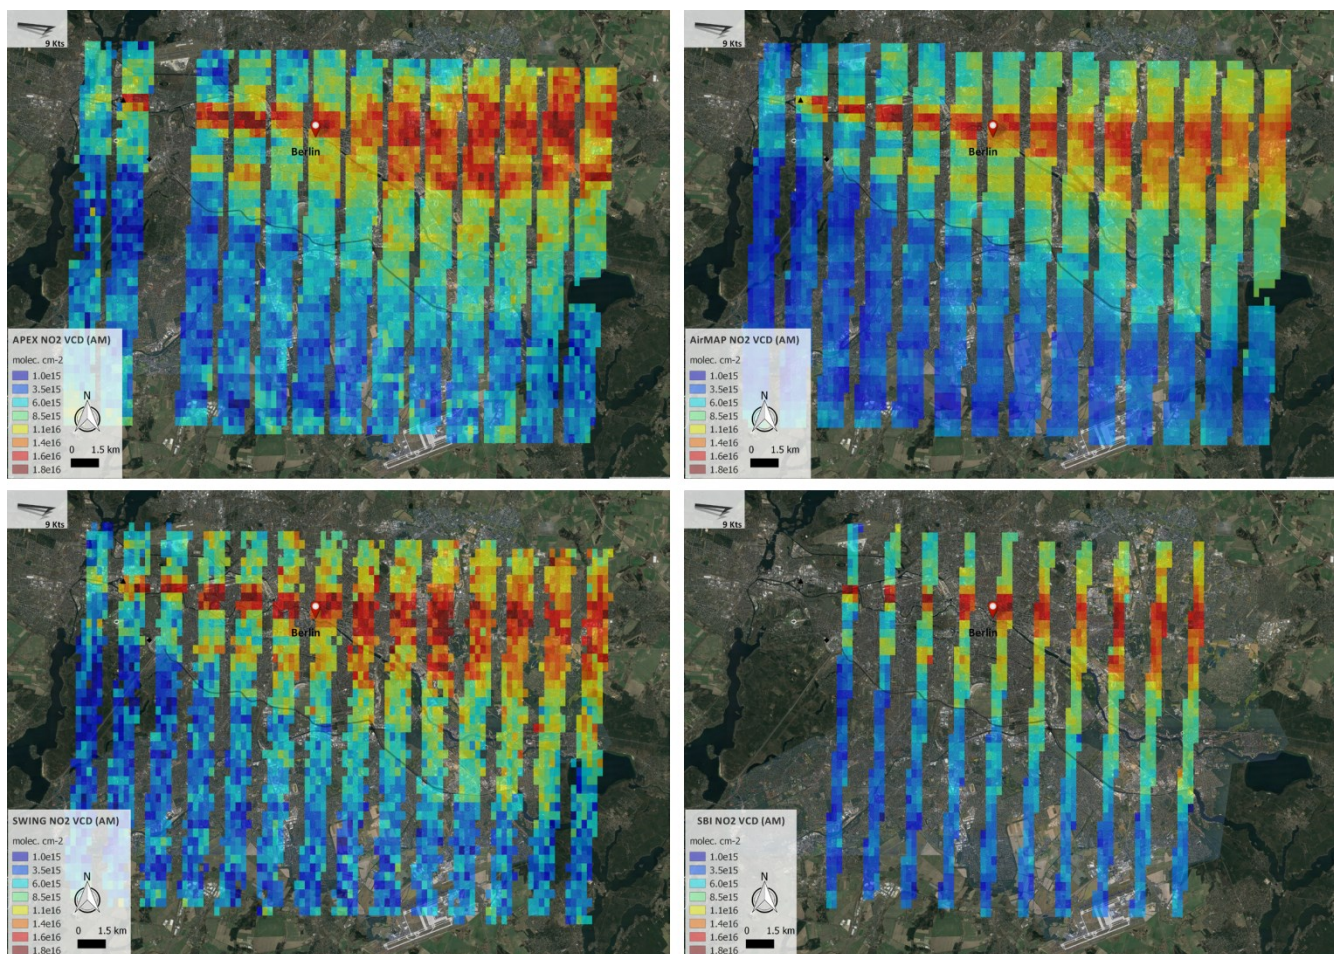 9 Kts
Berlin
APEX NO2 VCD (AM)
molec. cm-2
1.0e15
3.5e15
6.0e15
8.5e15
1.1e16
1.4e16
1.6e16
1.8e16
N
0 1.5 km
9 Kts
Berlin
AirMAP NO2 VCD (AM)
molec. cm-2
1.0e15
3.5e15
6.0e15
8.5e15
1.1e16
1.4e16
1.6e16
1.8e16
N
0 1.5 km
9 Kts
Berlin
SWING NO2 VCD (AM)
molec. cm-2
1.0e15
3.5e15
6.0e15
8.5e15
1.1e16
1.4e16
1.6e16
1.8e16
N
0 1.5 km
9 Kts
Berlin
SBI NO2 VCD (AM)
molec. cm-2
1.0e15
3.5e15
6.0e15
8.5e15
1.1e16
1.4e16
1.6e16
1.8e16
N
0 1.5 km